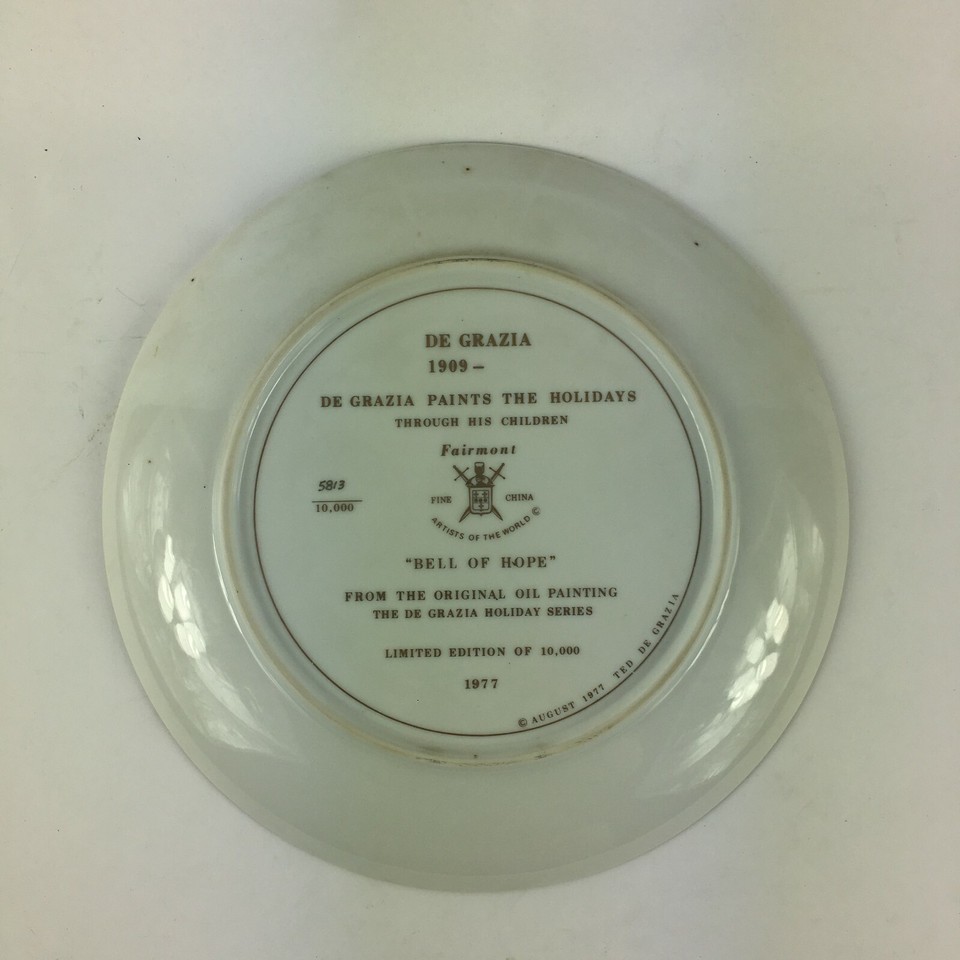 DE GRAZIA
1909 –
DE GRAZIA PAINTS THE HOLIDAYS
THROUGH HIS CHILDREN
Fairmont
5813
10,000
FINE CHINA
ARTISTS OF THE WORLD ©
“BELL OF HOPE”
FROM THE ORIGINAL OIL PAINTING
THE DE GRAZIA HOLIDAY SERIES
LIMITED EDITION OF 10,000
1977
© AUGUST 1977 TED DE GRAZIA